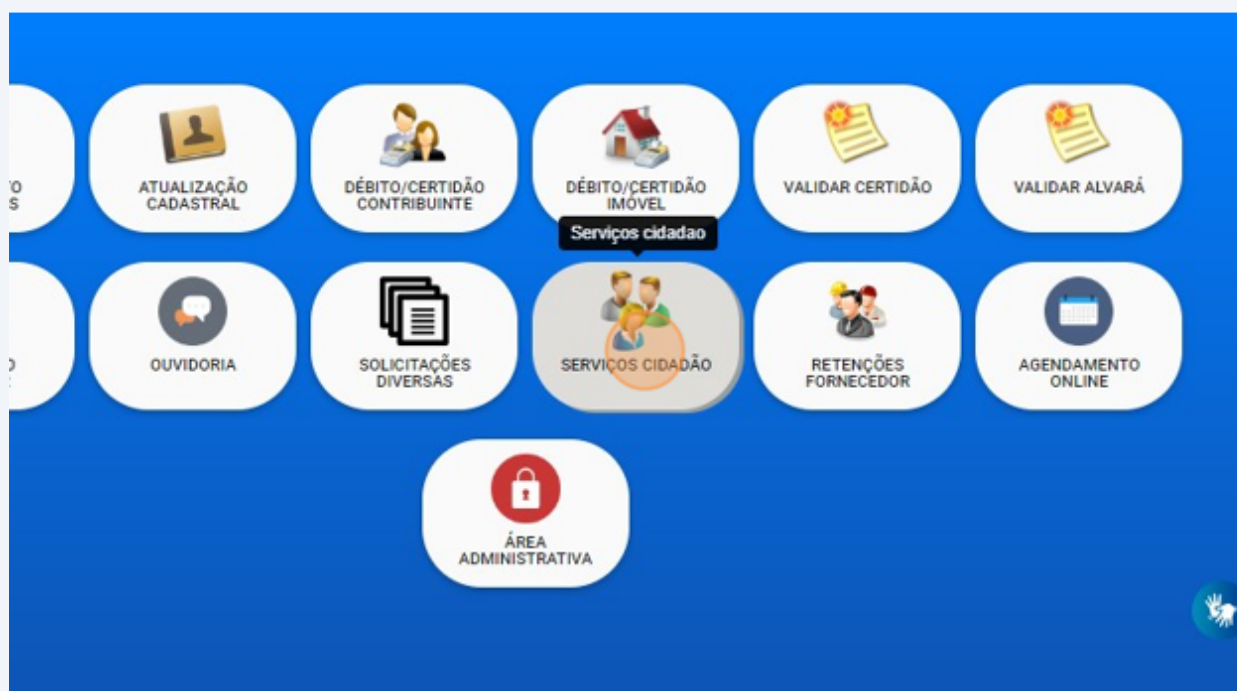 ATUALIZAÇÃO
CADASTRAL
DÉBITO/CERTIDÃO
CONTRIBUINTE
DÉBITO/CERTIDÃO
IMÓVEL
VALIDAR CERTIDÃO
VALIDAR ALVARÁ
Serviços cidadao
OUVIDORIA
SOLICITAÇÕES
DIVERSAS
SERVIÇOS CIDADÃO
RETENÇÕES
FORNECEDOR
AGENDAMENTO
ONLINE
ÁREA
ADMINISTRATIVA